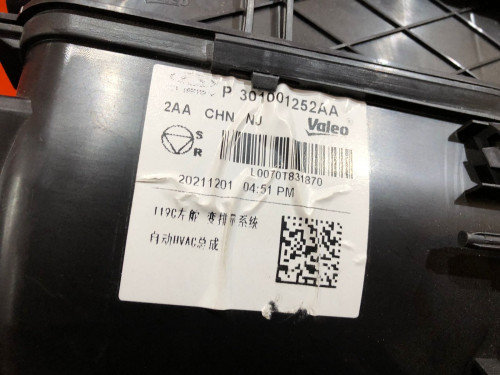 P 301001252AA
2AA CHN NJ
Valeo
S
R
L0070T831870
20211201 04:51 PM
自动HVAC总成